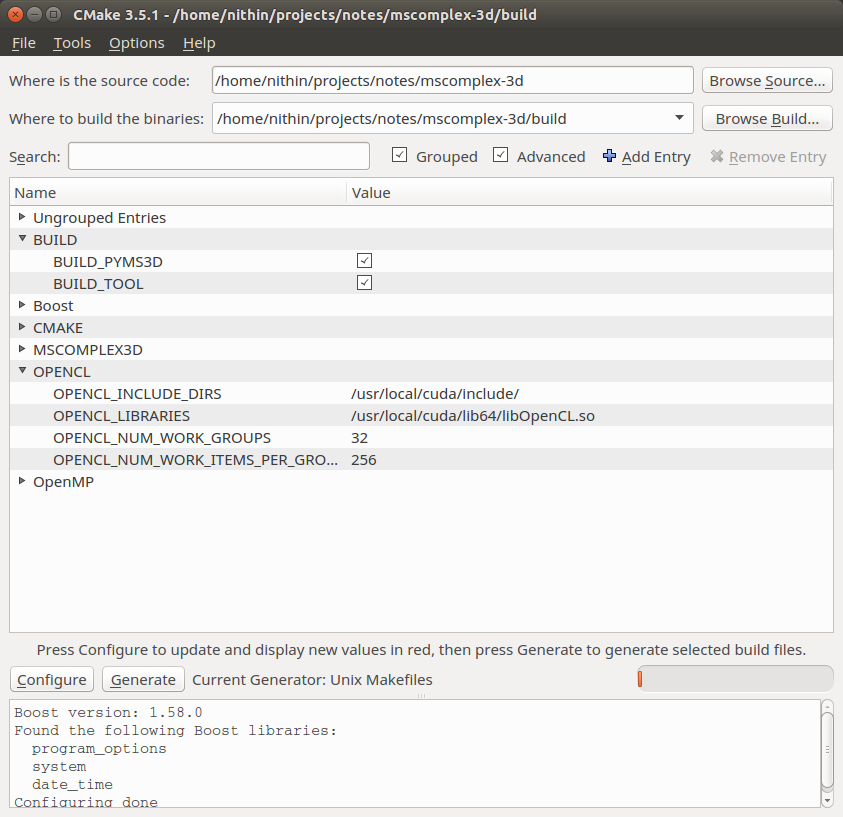 CMake 3.5.1 - /home/nithin/projects/notes/mscomplex-3d/build
File Tools Options Help
Where is the source code: /home/nithin/projects/notes/mscomplex-3d Browse Source...
Where to build the binaries: /home/nithin/projects/notes/mscomplex-3d/build Browse Build...
Search: Grouped Advanced Add Entry Remove Entry
Name Value
Ungrouped Entries
BUILD
BUILD_PYMS3D
BUILD_TOOL
Boost
CMAKE
MSCOMPLEX3D
OPENCL
OPENCL_INCLUDE_DIRS /usr/local/cuda/include/
OPENCL_LIBRARIES /usr/local/cuda/lib64/libOpenCL.so
OPENCL_NUM_WORK_GROUPS 32
OPENCL_NUM_WORK_ITEMS_PER_GRO... 256
OpenMP
Press Configure to update and display new values in red, then press Generate to generate selected build files.
Configure Generate Current Generator: Unix Makefiles
Boost version: 1.58.0
Found the following Boost libraries:
program_options
system
date_time
Configuring done